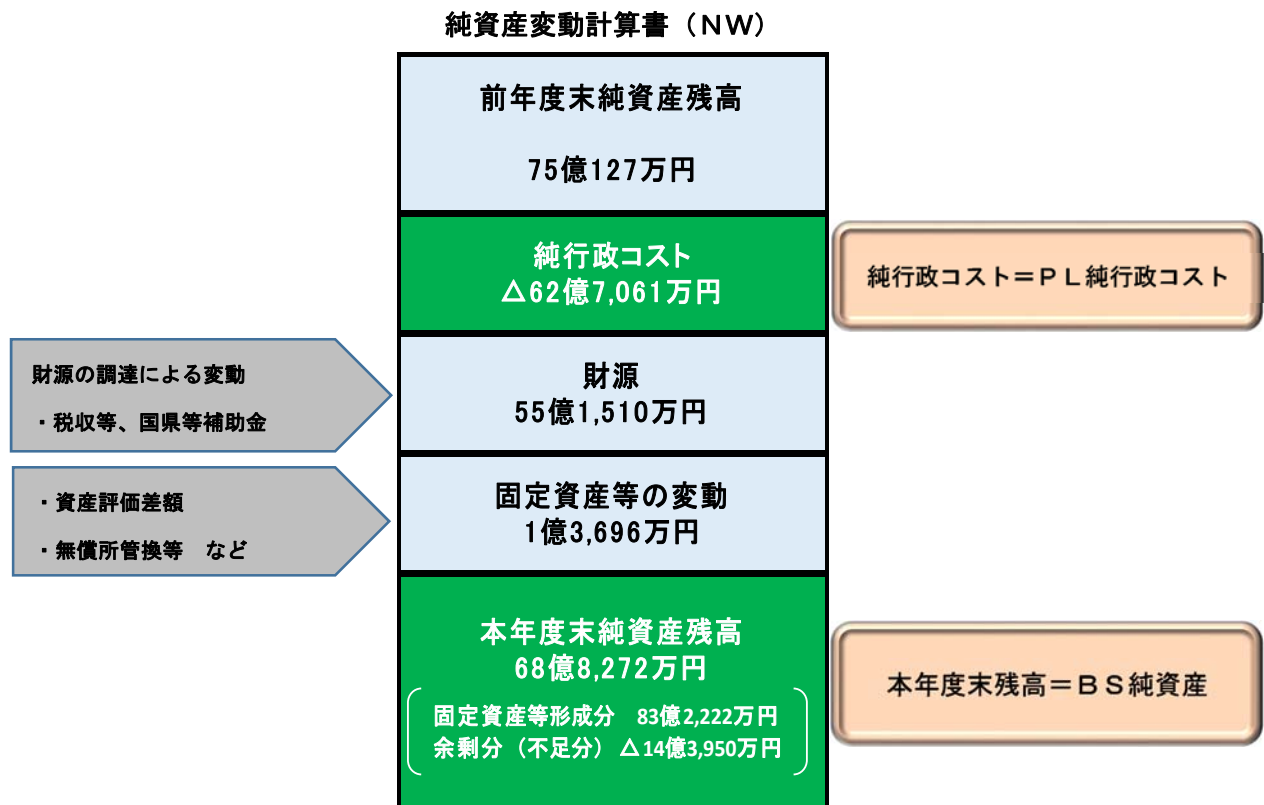 純資産変動計算書（ＮＷ）
前年度末純資産残高
75億127万円
純行政コスト
△62億7,061万円
純行政コスト＝ＰＬ純行政コスト
財源の調達による変動
・税収等、国県等補助金
財源
55億1,510万円
・資産評価差額
・無償所管換等　など
固定資産等の変動
1億3,696万円
本年度末純資産残高
68億8,272万円
固定資産等形成分　83億2,222万円
余剰分（不足分）△14億3,950万円
本年度末残高＝ＢＳ純資産